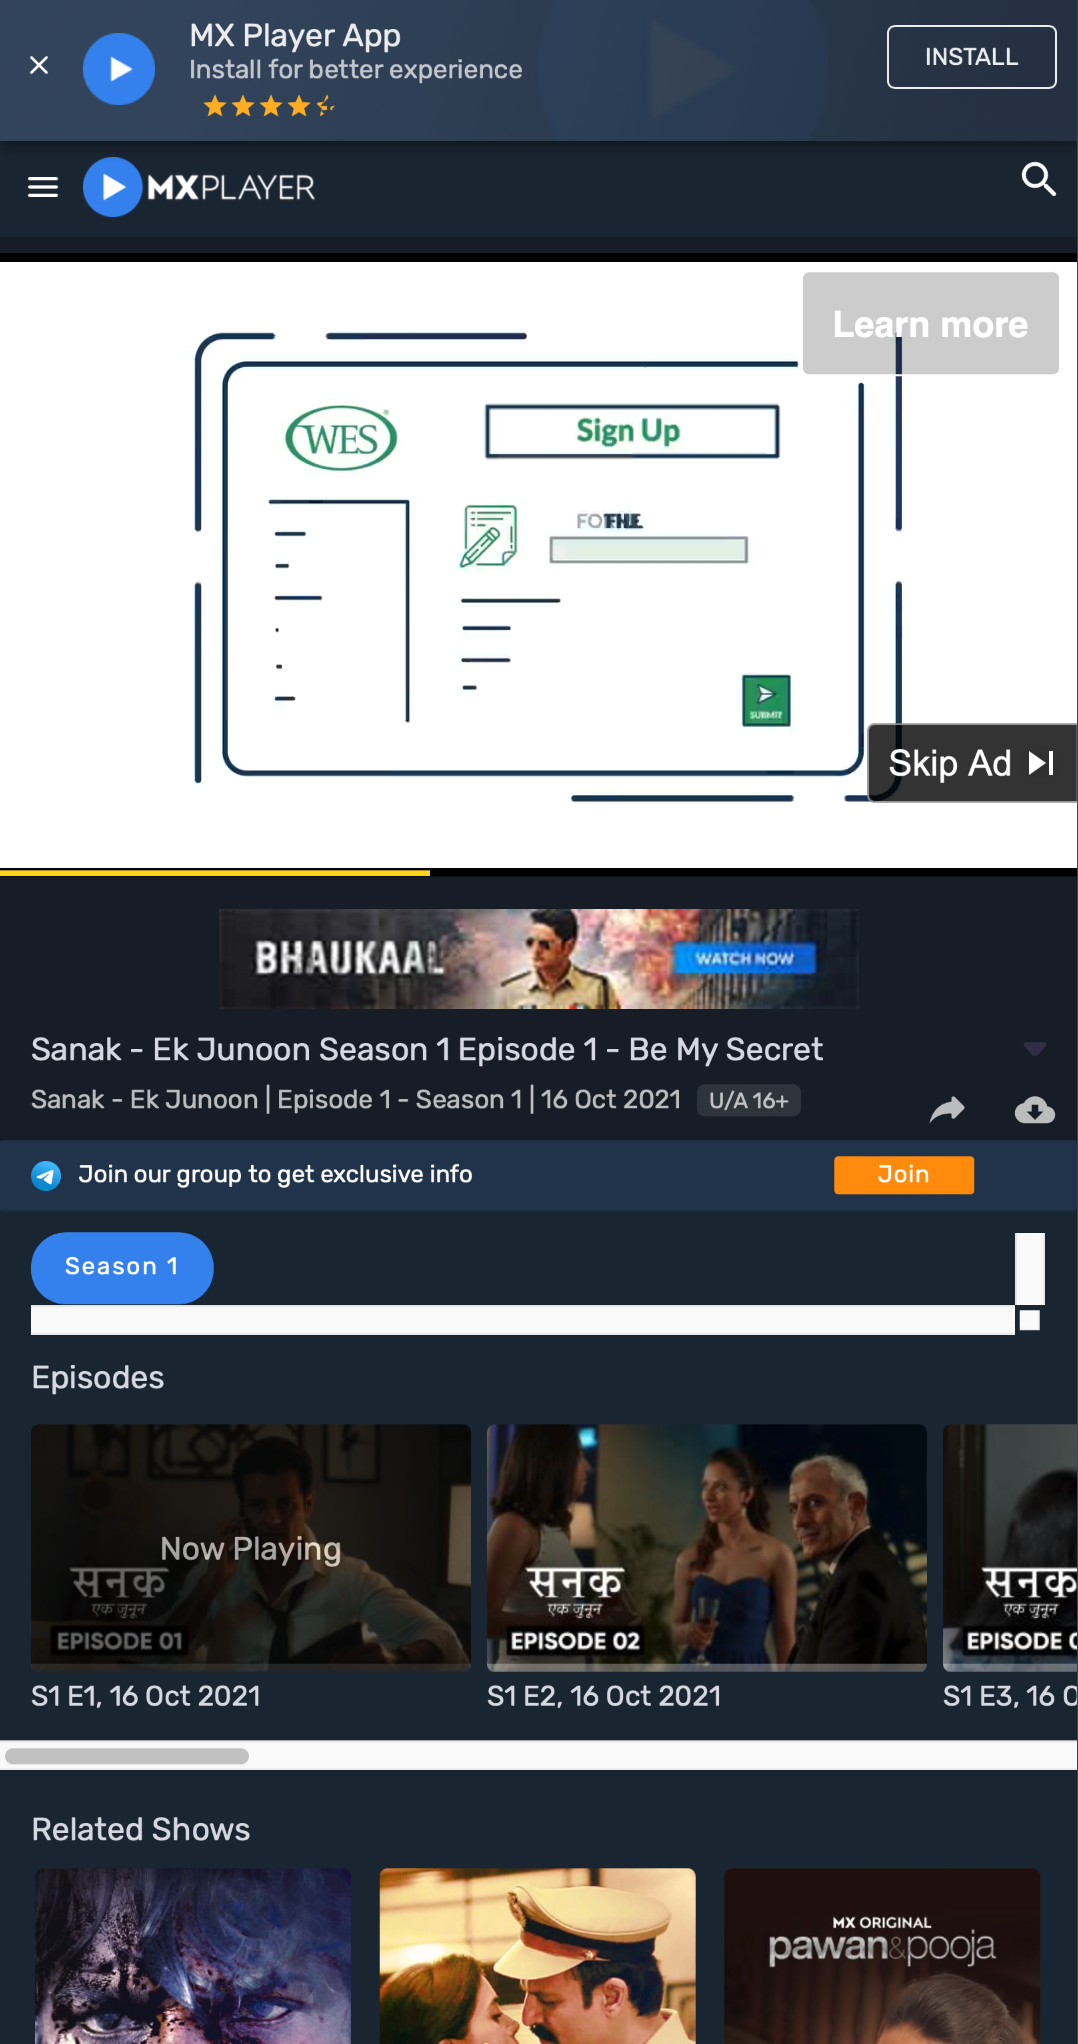 MX Player App
Install for better experience
INSTALL
MXPLAYER
Learn more
WES
Sign Up
SUBMIT
Skip Ad
BHAUKAAL
WATCH NOW
Sanak - Ek Junoon Season 1 Episode 1 - Be My Secret
Sanak - Ek Junoon | Episode 1 - Season 1 | 16 Oct 2021 U/A 16+
Join our group to get exclusive info
Join
Season 1
Episodes
Now Playing
सनक
एक जुनून
EPISODE 01
सनक
एक जुनून
EPISODE 02
सनक
एक जुनून
EPISODE
S1 E1, 16 Oct 2021
S1 E2, 16 Oct 2021
S1 E3, 16 O
Related Shows
MX ORIGINAL
pawan&pooja